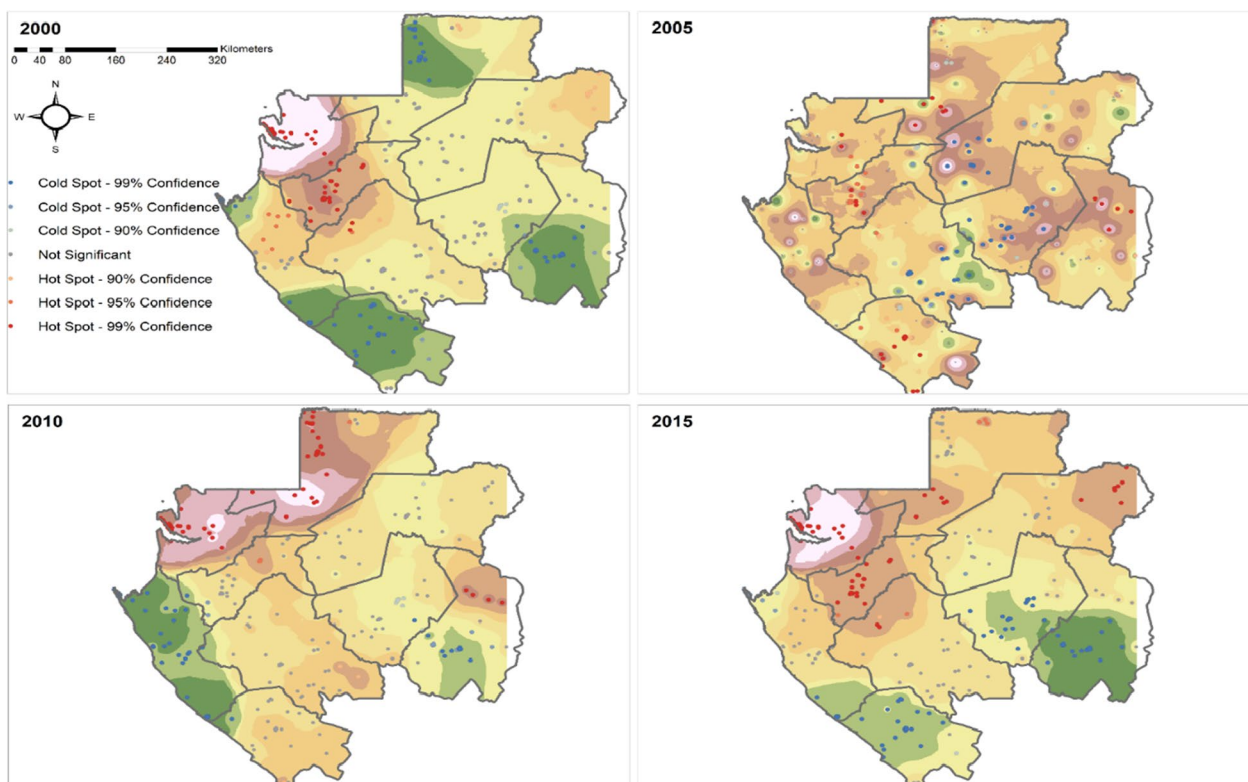 2000
Kilometers
0 20 40 80 160 240 320
N
W E
S
Cold Spot - 99% Confidence
Cold Spot - 95% Confidence
Cold Spot - 90% Confidence
Not Significant
Hot Spot - 90% Confidence
Hot Spot - 95% Confidence
Hot Spot - 99% Confidence
2005
2010
2015